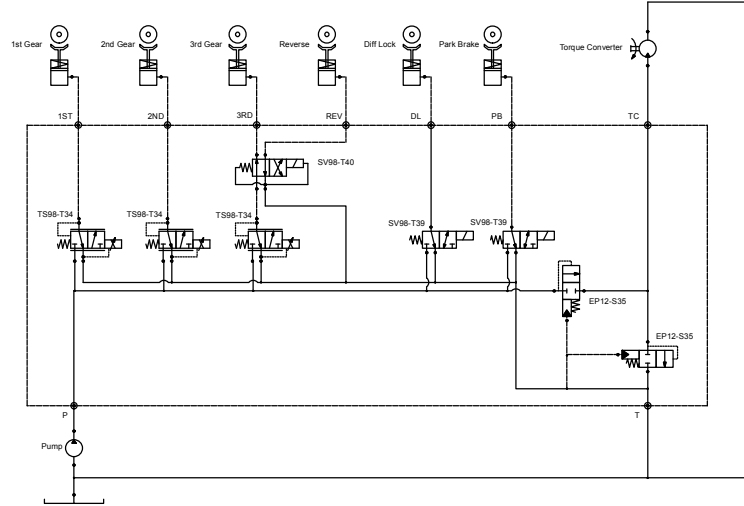 1st Gear
2nd Gear
3rd Gear
Reverse
Diff Lock
Park Brake
Torque Converter
1ST
2ND
3RD
REV
DL
PB
TC
SV98-T40
TS98-T34
TS98-T34
TS98-T34
SV98-T39
SV98-T39
EP12-S35
EP12-S35
P
T
Pump